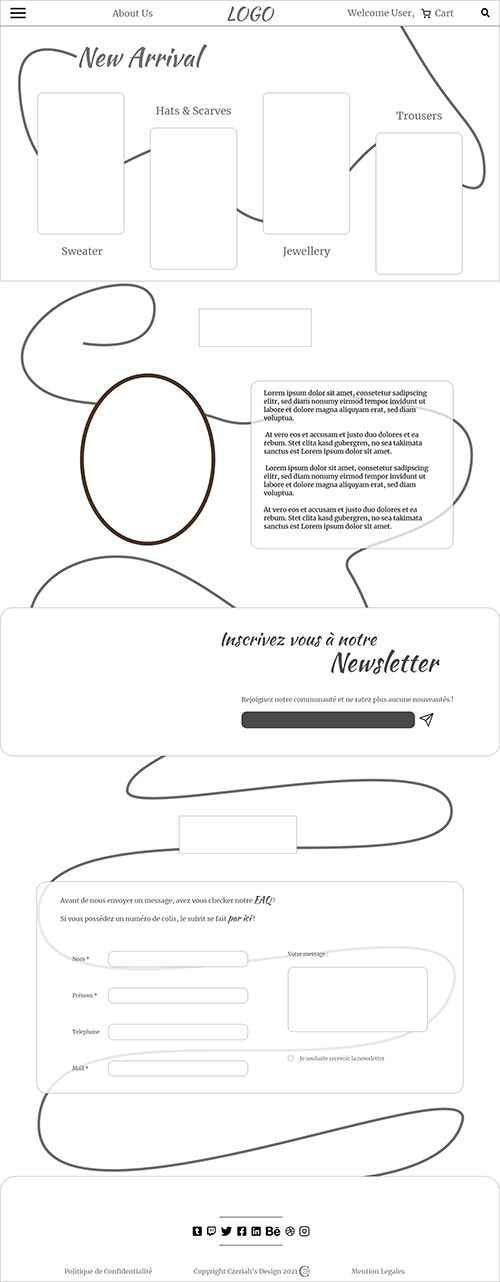 About Us
LOGO
Welcome User,
Cart
New Arrival
Hats & Scarves
Trousers
Sweater
Jewellery
Lorem ipsum dolor sit amet, consetetur sadipscing
elitr, sed diam nonumy eirmod tempor invidunt ut
labore et dolore magna aliquyam erat, sed diam
voluptua.
At vero eos et accusam et justo duo dolores et ea
rebum. Stet clita kasd gubergren, no sea takimata
sanctus est Lorem ipsum dolor sit amet.
Lorem ipsum dolor sit amet, consetetur sadipscing
elitr, sed diam nonumy eirmod tempor invidunt ut
labore et dolore magna aliquyam erat, sed diam
voluptua.
At vero eos et accusam et justo duo dolores et ea
rebum. Stet clita kasd gubergren, no sea takimata
sanctus est Lorem ipsum dolor sit amet.
Inscrivez vous à notre
Newsletter
Rejoignez notre communauté et ne ratez plus aucune nouveautés !
Avant de nous envoyer un message, avez vous checker notre FAQ?
Si vous possédez un numéro de colis, le suivit se fait par ici !
Nom *
Votre message :
Prénom *
Telephone
Je souhaite recevoir la newsletter
Mail *
Politique de Confidentialité
Copyright Czeriah's Design 2021
Mention Legales